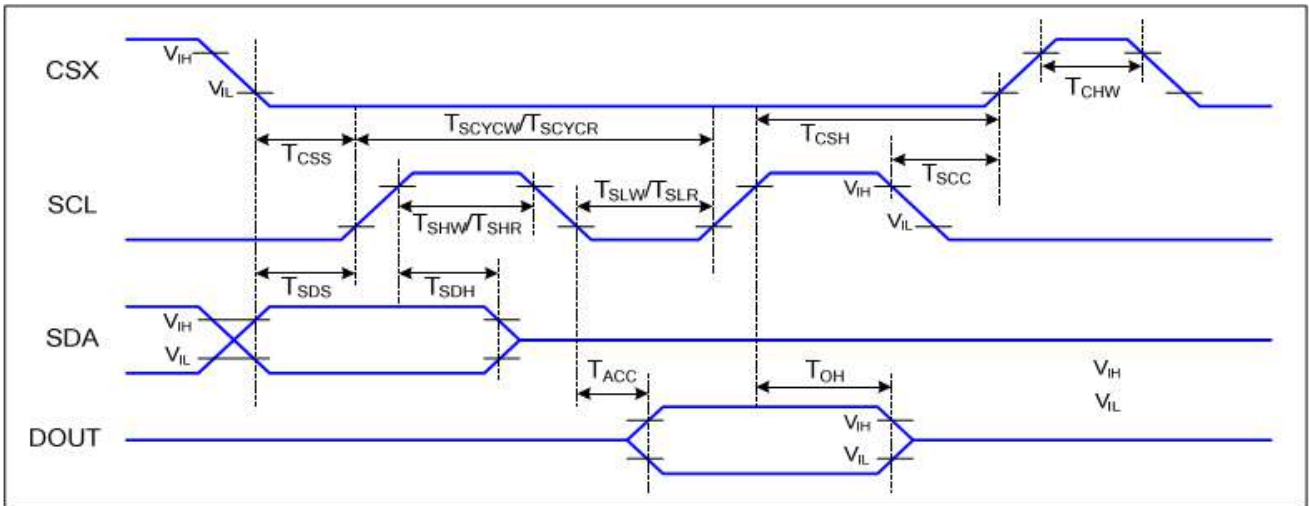 CSX
VIH
VIL
TCHW
TCSS
TSCYCW/TSCYCR
TCSH
TSCC
SCL
TSHW/TSHR
TSLW/TSLR
VIH
VIL
TSDS
TSDH
SDA
VIH
VIL
TACC
TOH
VIH
VIL
DOUT
VIH
VIL